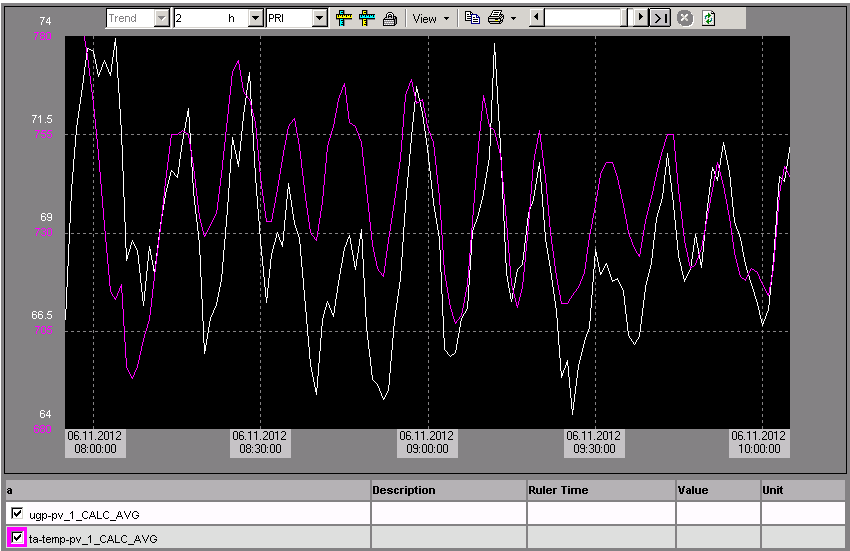 Trend 2 h PRI View
74
780
71.5
755
69
730
66.5
705
64
680
06.11.2012 06.11.2012 06.11.2012 06.11.2012 06.11.2012
08:00:00 08:30:00 09:00:00 09:30:00 10:00:00
a Description Ruler Time Value Unit
ugp-pv_1_CALC_AVG
ta-temp-pv_1_CALC_AVG